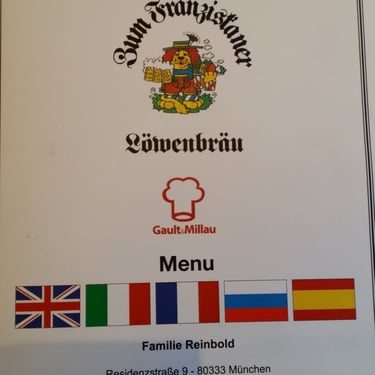 Zum Franziskaner
Löwenbräu
Gault&Millau
Menu
Familie Reinbold
Residenzstraße 9 - 80333 München